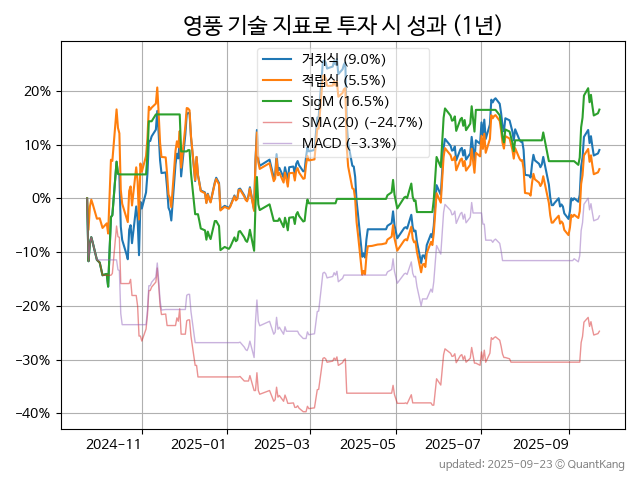 영풍 기술 지표로 투자 시 성과 (1년)
거치식 (9.0%)
적립식 (5.5%)
SigM (16.5%)
SMA(20) (−24.7%)
MACD (−3.3%)
20%
10%
0%
−10%
−20%
−30%
−40%
2024-11 2025-01 2025-03 2025-05 2025-07 2025-09
updated: 2025-09-23 ⓒ QuantKang